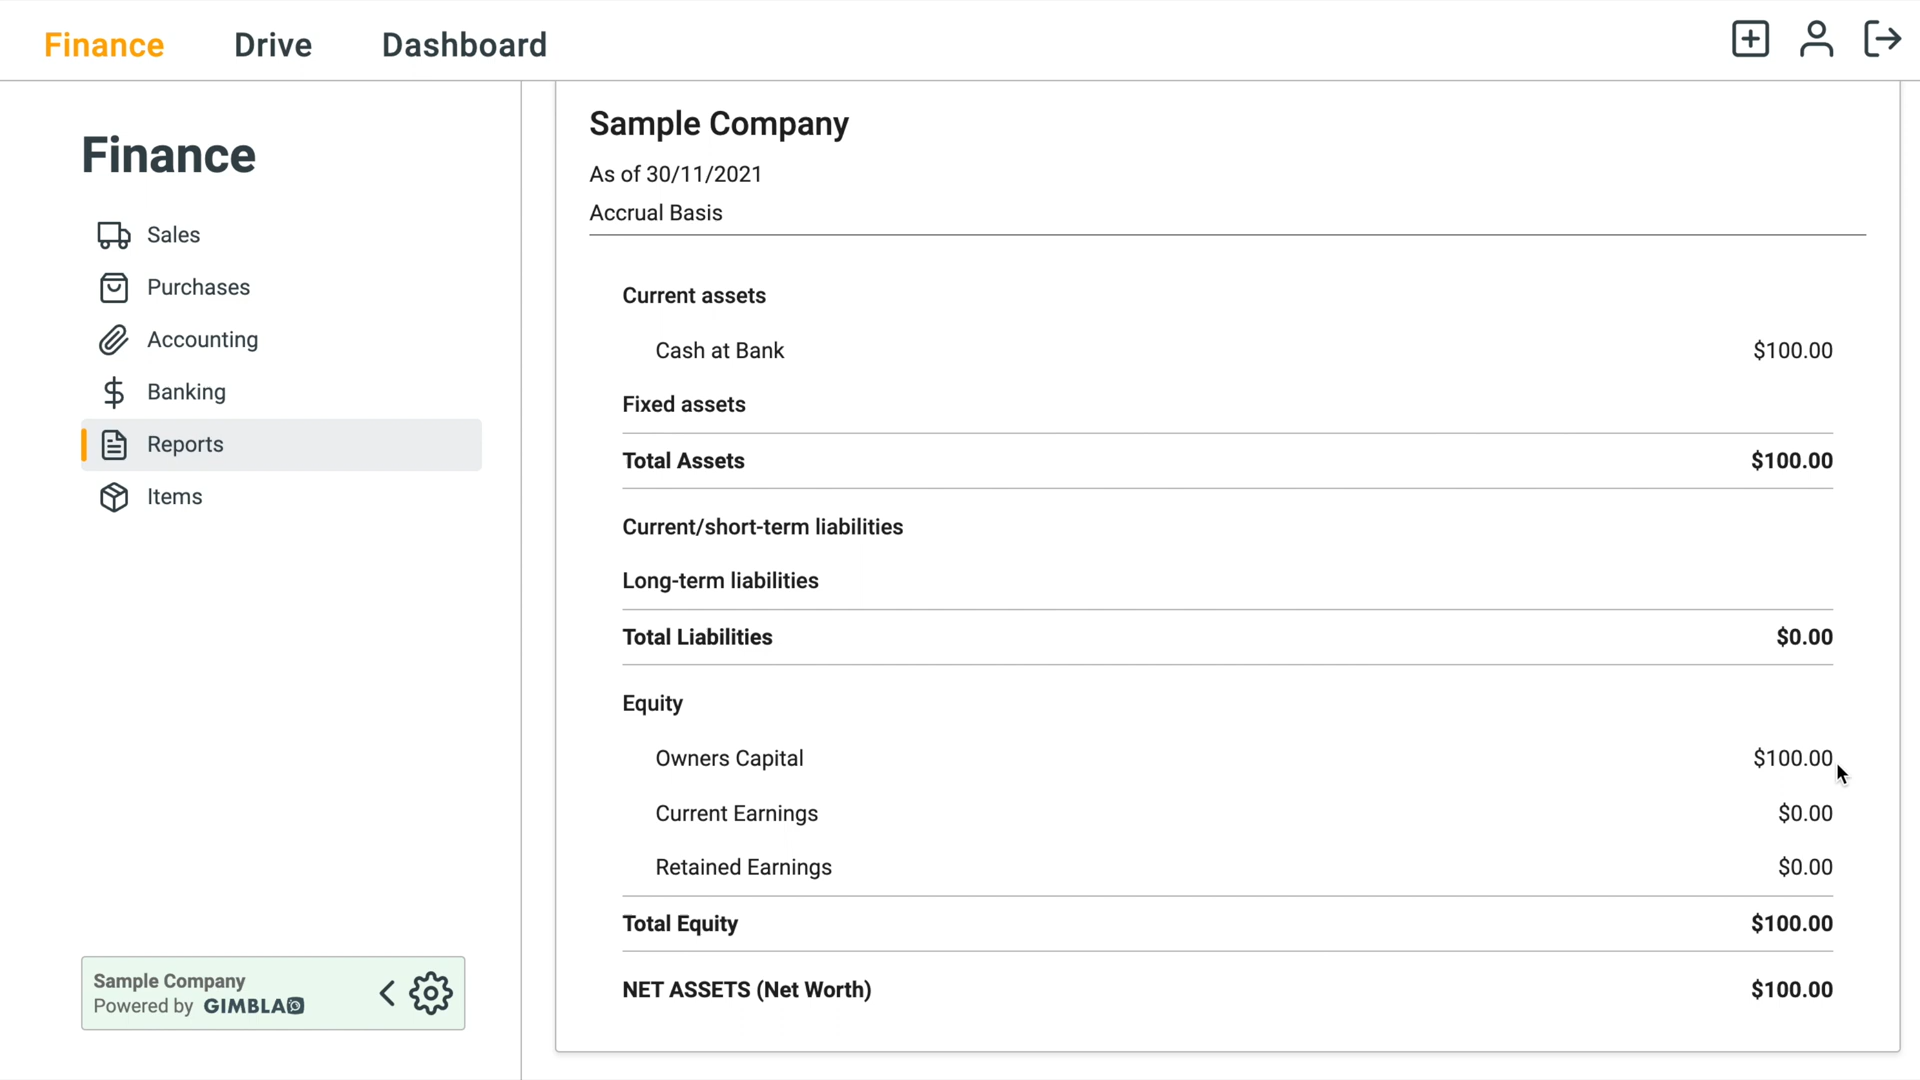 Finance Drive Dashboard
Finance
Sales
Purchases
Accounting
Banking
Reports
Items
Sample Company
Powered by GIMBLA
Sample Company
As of 30/11/2021
Accrual Basis
Current assets
Cash at Bank $100.00
Fixed assets
Total Assets $100.00
Current/short-term liabilities
Long-term liabilities
Total Liabilities $0.00
Equity
Owners Capital $100.00
Current Earnings $0.00
Retained Earnings $0.00
Total Equity $100.00
NET ASSETS (Net Worth) $100.00